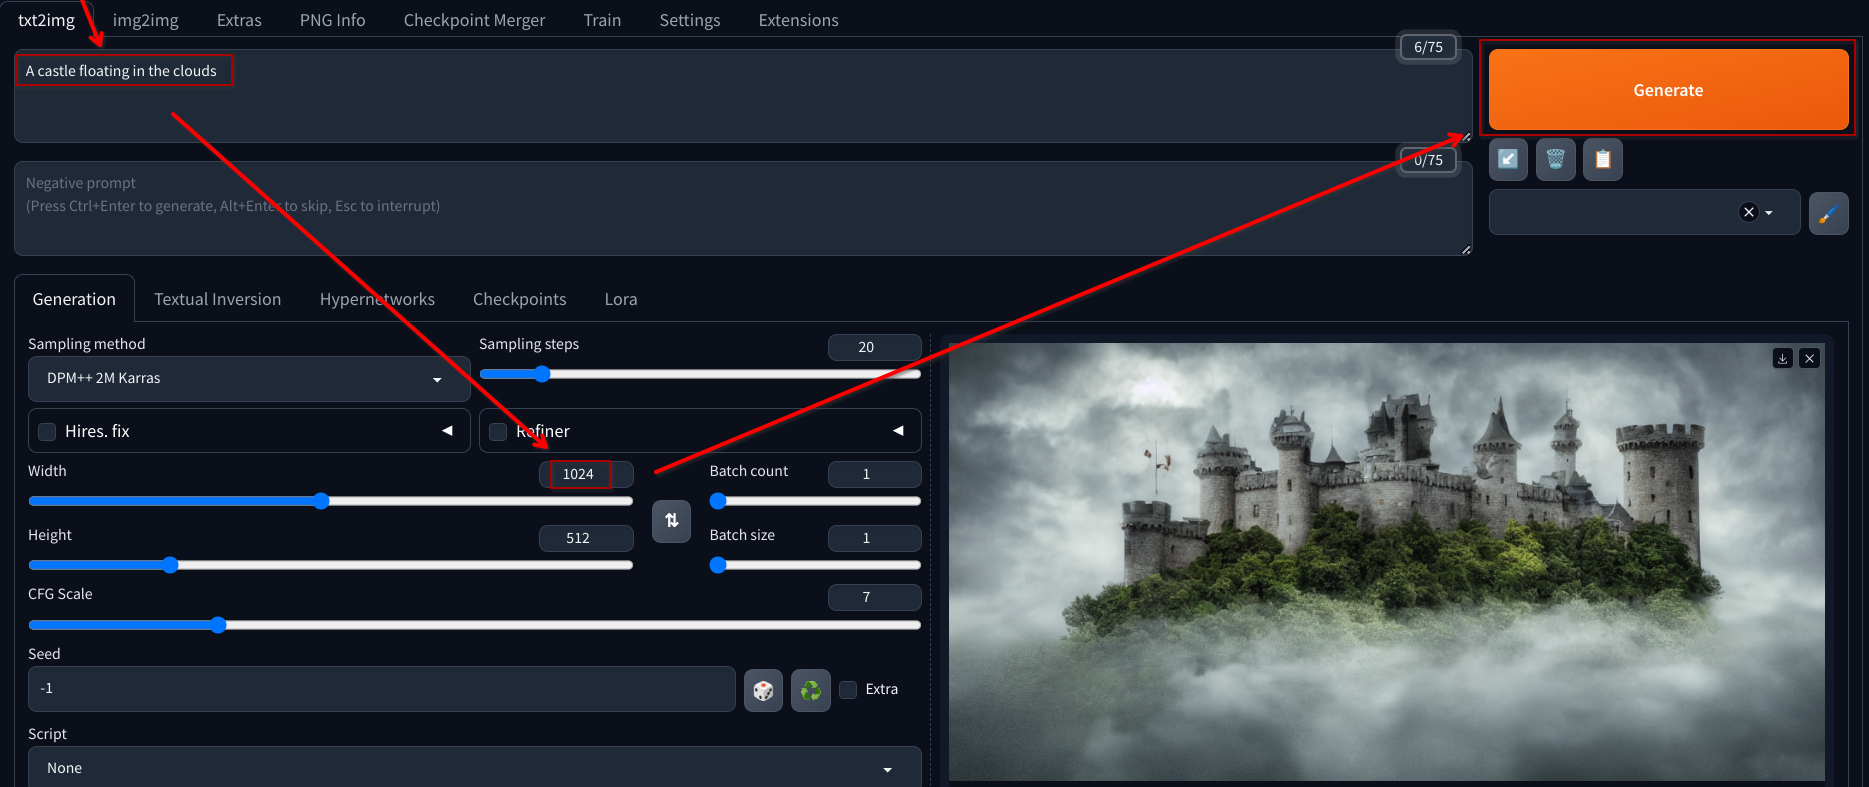 txt2img img2img Extras PNG Info Checkpoint Merger Train Settings Extensions
6/75
A castle floating in the clouds
Generate
0/75
Negative prompt
(Press Ctrl+Enter to generate, Alt+Enter to skip, Esc to interrupt)
Generation Textual Inversion Hypernetworks Checkpoints Lora
Sampling method
DPM++ 2M Karras
Sampling steps
20
Hires. fix
Refiner
Width
1024
Batch count
1
Height
512
Batch size
1
CFG Scale
7
Seed
-1
Extra
Script
None